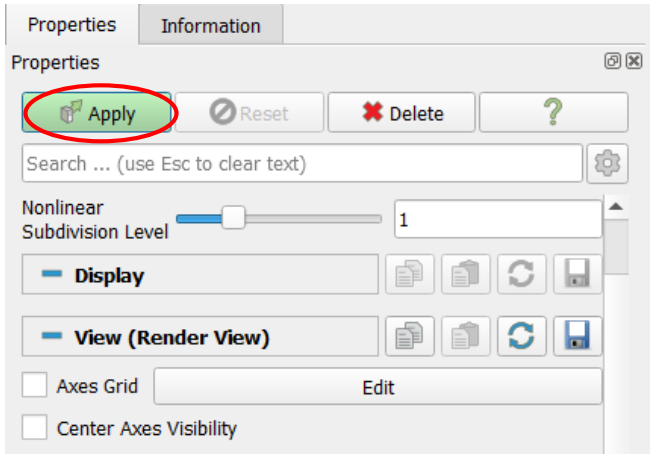 Properties Information
Properties
Apply Reset Delete ?
Search ... (use Esc to clear text)
Nonlinear
Subdivision Level 1
Display
View (Render View)
Axes Grid Edit
Center Axes Visibility